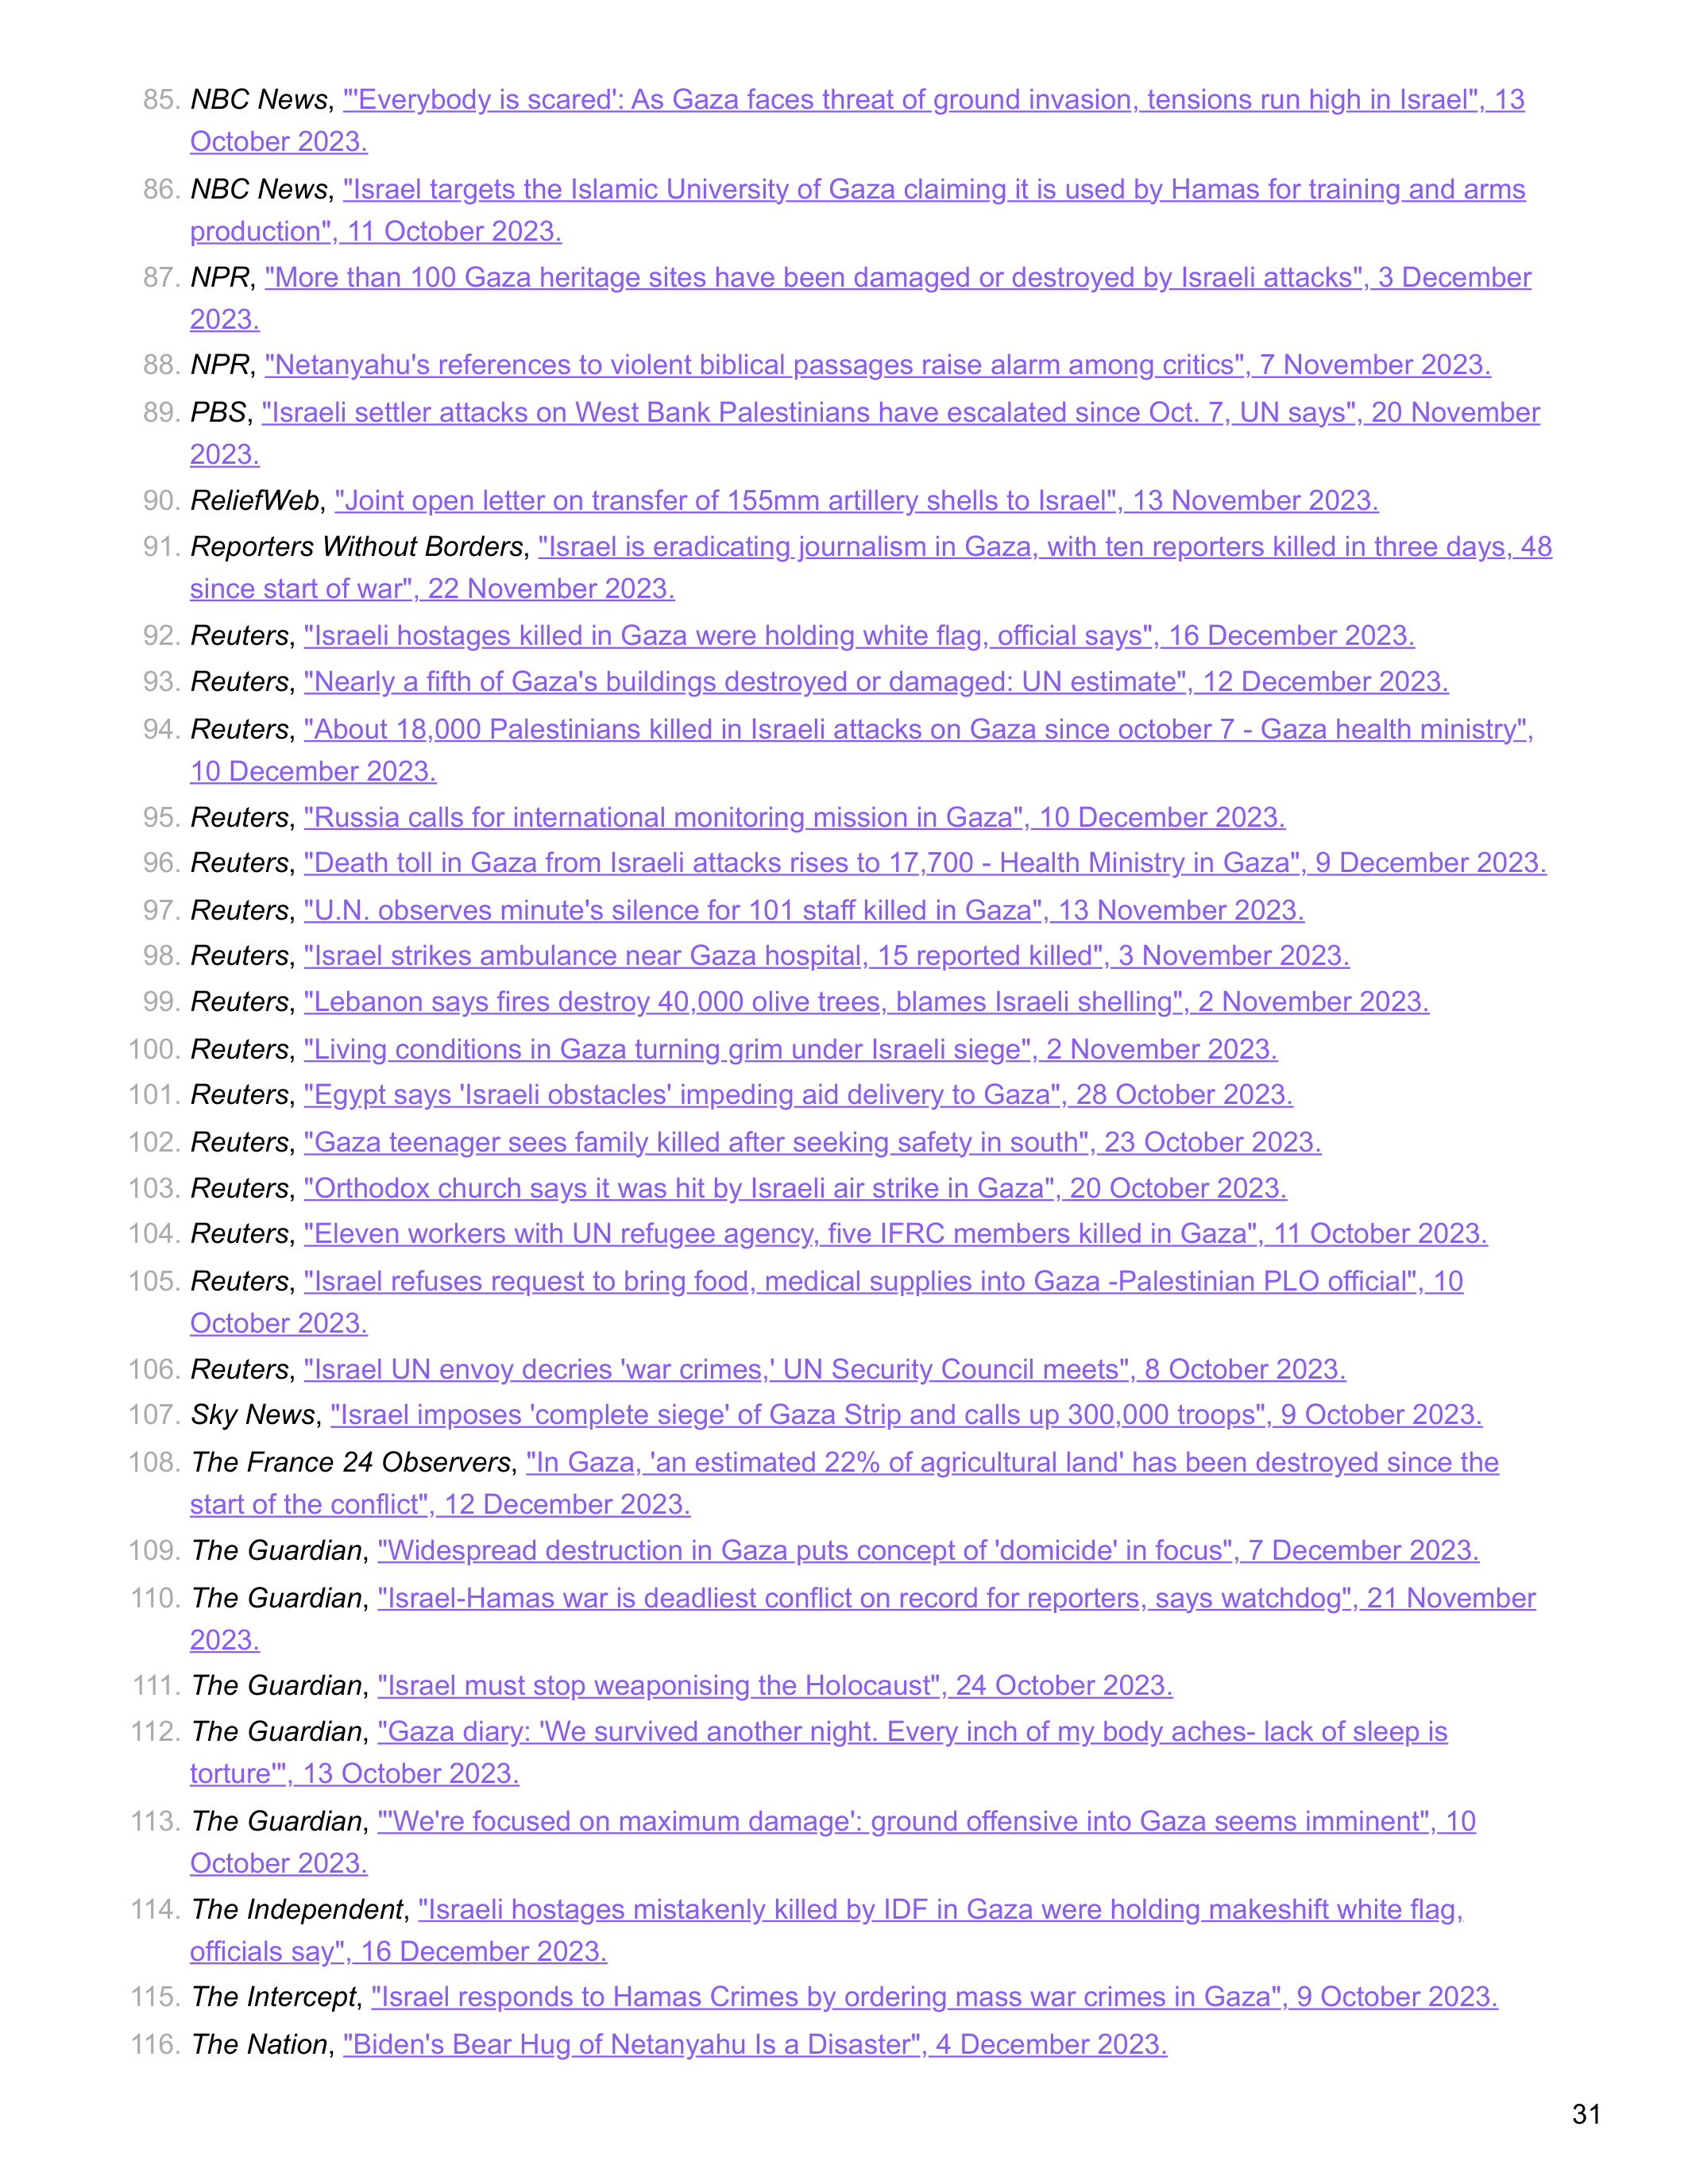 85. NBC News, "'Everybody is scared': As Gaza faces threat of ground invasion, tensions run high in Israel", 13
October 2023.
86. NBC News, "Israel targets the Islamic University of Gaza claiming it is used by Hamas for training and arms
production", 11 October 2023.
87. NPR, "More than 100 Gaza heritage sites have been damaged or destroyed by Israeli attacks", 3 December
2023.
88. NPR, "Netanyahu's references to violent biblical passages raise alarm among critics", 7 November 2023.
89. PBS, "Israeli settler attacks on West Bank Palestinians have escalated since Oct. 7, UN says", 20 November
2023.
90. ReliefWeb, "Joint open letter on transfer of 155mm artillery shells to Israel", 13 November 2023.
91. Reporters Without Borders, "Israel is eradicating journalism in Gaza, with ten reporters killed in three days, 48
since start of war", 22 November 2023.
92. Reuters, "Israeli hostages killed in Gaza were holding white flag, official says", 16 December 2023.
93. Reuters, "Nearly a fifth of Gaza's buildings destroyed or damaged: UN estimate", 12 December 2023.
94. Reuters, "About 18,000 Palestinians killed in Israeli attacks on Gaza since october 7 - Gaza health ministry",
10 December 2023.
95. Reuters, "Russia calls for international monitoring mission in Gaza", 10 December 2023.
96. Reuters, "Death toll in Gaza from Israeli attacks rises to 17,700 - Health Ministry in Gaza", 9 December 2023.
97. Reuters, "U.N. observes minute's silence for 101 staff killed in Gaza", 13 November 2023.
98. Reuters, "Israel strikes ambulance near Gaza hospital, 15 reported killed", 3 November 2023.
99. Reuters, "Lebanon says fires destroy 40,000 olive trees, blames Israeli shelling", 2 November 2023.
100. Reuters, "Living conditions in Gaza turning grim under Israeli siege", 2 November 2023.
101. Reuters, "Egypt says 'Israeli obstacles' impeding aid delivery to Gaza", 28 October 2023.
102. Reuters, "Gaza teenager sees family killed after seeking safety in south", 23 October 2023.
103. Reuters, "Orthodox church says it was hit by Israeli air strike in Gaza", 20 October 2023.
104. Reuters, "Eleven workers with UN refugee agency, five IFRC members killed in Gaza", 11 October 2023.
105. Reuters, "Israel refuses request to bring food, medical supplies into Gaza -Palestinian PLO official", 10
October 2023.
106. Reuters, "Israel UN envoy decries 'war crimes,' UN Security Council meets", 8 October 2023.
107. Sky News, "Israel imposes 'complete siege' of Gaza Strip and calls up 300,000 troops", 9 October 2023.
108. The France 24 Observers, "In Gaza, 'an estimated 22% of agricultural land' has been destroyed since the
start of the conflict", 12 December 2023.
109. The Guardian, "Widespread destruction in Gaza puts concept of 'domicide' in focus", 7 December 2023.
110. The Guardian, "Israel-Hamas war is deadliest conflict on record for reporters, says watchdog", 21 November
2023.
111. The Guardian, "Israel must stop weaponising the Holocaust", 24 October 2023.
112. The Guardian, "Gaza diary: 'We survived another night. Every inch of my body aches- lack of sleep is
torture'", 13 October 2023.
113. The Guardian, "'We're focused on maximum damage': ground offensive into Gaza seems imminent", 10
October 2023.
114. The Independent, "Israeli hostages mistakenly killed by IDF in Gaza were holding makeshift white flag,
officials say", 16 December 2023.
115. The Intercept, "Israel responds to Hamas Crimes by ordering mass war crimes in Gaza", 9 October 2023.
116. The Nation, "Biden's Bear Hug of Netanyahu Is a Disaster", 4 December 2023.
31